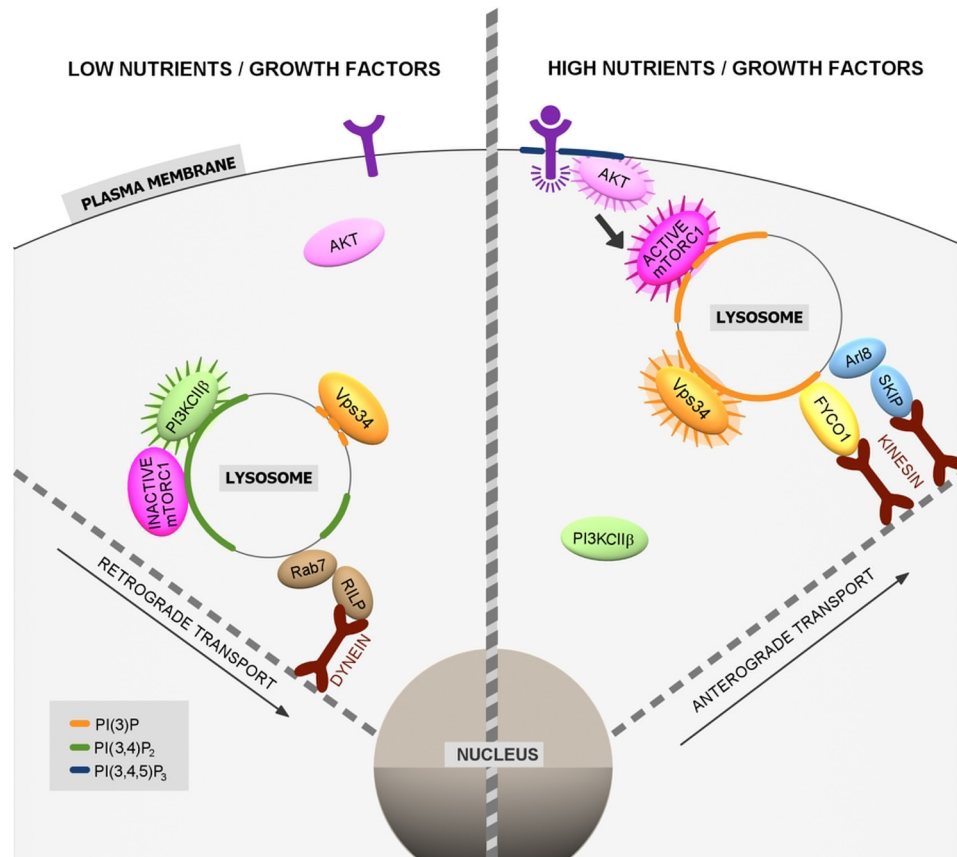 LOW NUTRIENTS / GROWTH FACTORS
HIGH NUTRIENTS / GROWTH FACTORS
PLASMA MEMBRANE
AKT
PI3KCIIβ
INACTIVE
mTORC1
LYSOSOME
Vps34
Rab7
RILP
DYNEIN
RETROGRADE TRANSPORT
AKT
ACTIVE
mTORC1
LYSOSOME
Vps34
Arl8
SKIP
FYCO1
KINESIN
PI3KCIIβ
ANTEROGRADE TRANSPORT
NUCLEUS
PI(3)P
PI(3,4)P₂
PI(3,4,5)P₃